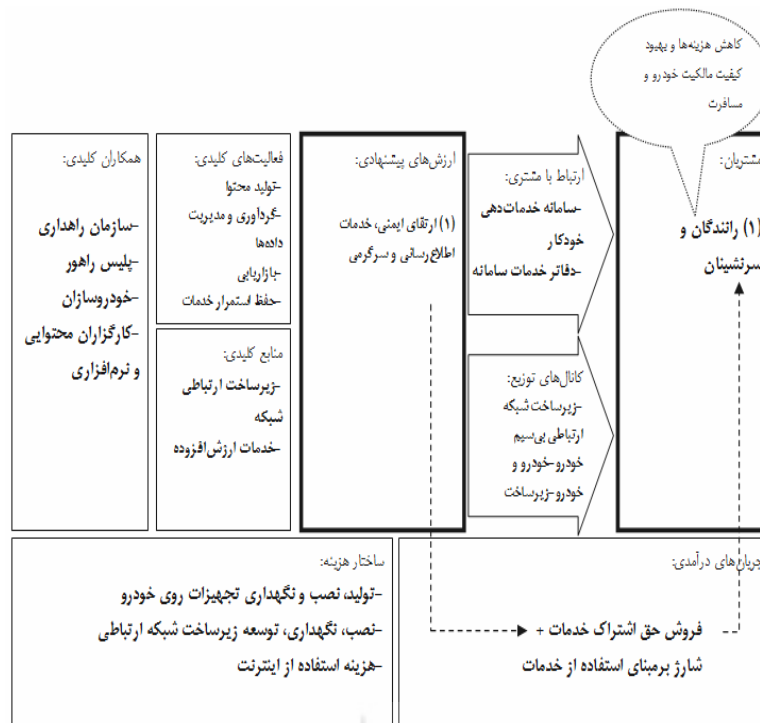 کاهش هزینه‌ها و بهبود
کیفیت مالکیت خودرو و
مسافرت
مشتریان:
(۱) رانندگان و
سرنشینان
ارتباط با مشتری:
-سامانه خدمات‌دهی
خودکار
-دفاتر خدمات سامانه
کانال‌های توزیع:
-زیرساخت شبکه
ارتباطی بی‌سیم
خودرو-خودرو و
خودرو-زیرساخت
ارزش‌های پیشنهادی:
(۱) ارتقای ایمنی، خدمات
اطلاع‌رسانی و سرگرمی
فعالیت‌های کلیدی:
-تولید محتوا
-گردآوری و مدیریت
داده‌ها
-بازاریابی
-حفظ استمرار خدمات
منابع کلیدی:
-زیرساخت ارتباطی
شبکه
-خدمات ارزش‌افزوده
همکاران کلیدی:
-سازمان راهداری
-پلیس راهور
-خودروسازان
-کارگزاران محتوایی
و نرم‌افزاری
جریان‌های درآمدی:
فروش حق اشتراک خدمات +
شارژ برمبنای استفاده از خدمات
ساختار هزینه:
-تولید، نصب و نگهداری تجهیزات روی خودرو
-نصب، نگهداری، توسعه زیرساخت شبکه ارتباطی
-هزینه استفاده از اینترنت